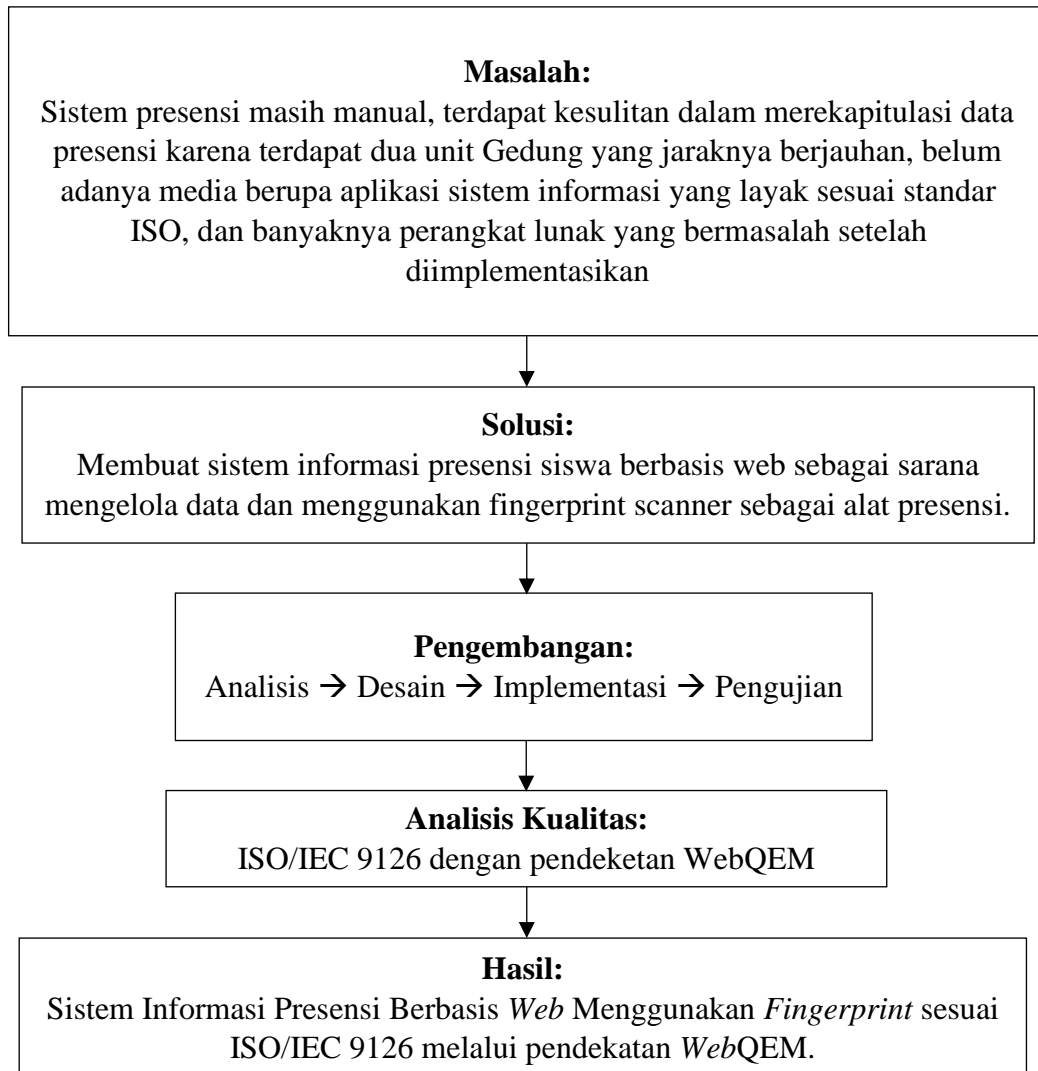 Masalah:
Sistem presensi masih manual, terdapat kesulitan dalam merekapitulasi data
presensi karena terdapat dua unit Gedung yang jaraknya berjauhan, belum
adanya media berupa aplikasi sistem informasi yang layak sesuai standar
ISO, dan banyaknya perangkat lunak yang bermasalah setelah
diimplementasikan
Solusi:
Membuat sistem informasi presensi siswa berbasis web sebagai sarana
mengelola data dan menggunakan fingerprint scanner sebagai alat presensi.
Pengembangan:
Analisis → Desain → Implementasi → Pengujian
Analisis Kualitas:
ISO/IEC 9126 dengan pendeketan WebQEM
Hasil:
Sistem Informasi Presensi Berbasis Web Menggunakan Fingerprint sesuai
ISO/IEC 9126 melalui pendekatan WebQEM.